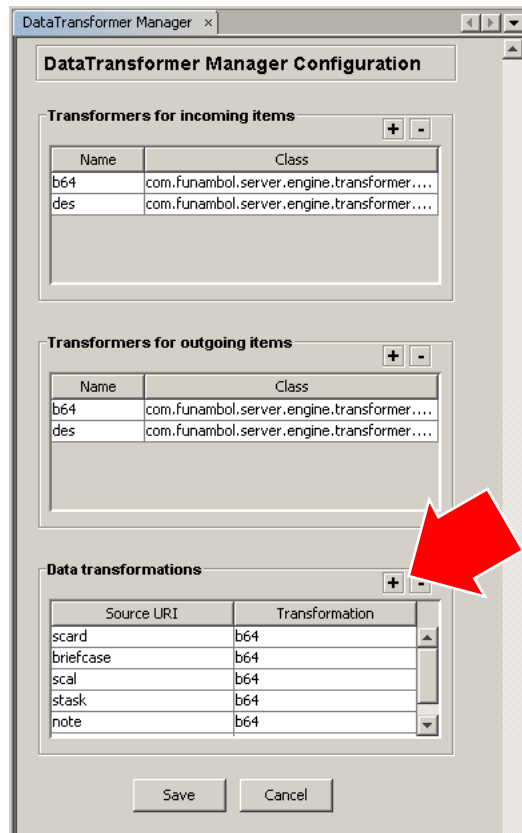 DataTransformer Manager ×
DataTransformer Manager Configuration
Transformers for incoming items
+ -
Name Class
b64 com.funambol.server.engine.transformer....
des com.funambol.server.engine.transformer....
Transformers for outgoing items
+ -
Name Class
b64 com.funambol.server.engine.transformer....
des com.funambol.server.engine.transformer....
Data transformations
+ -
Source URI Transformation
scard b64
briefcase b64
scal b64
stask b64
note b64
Save Cancel